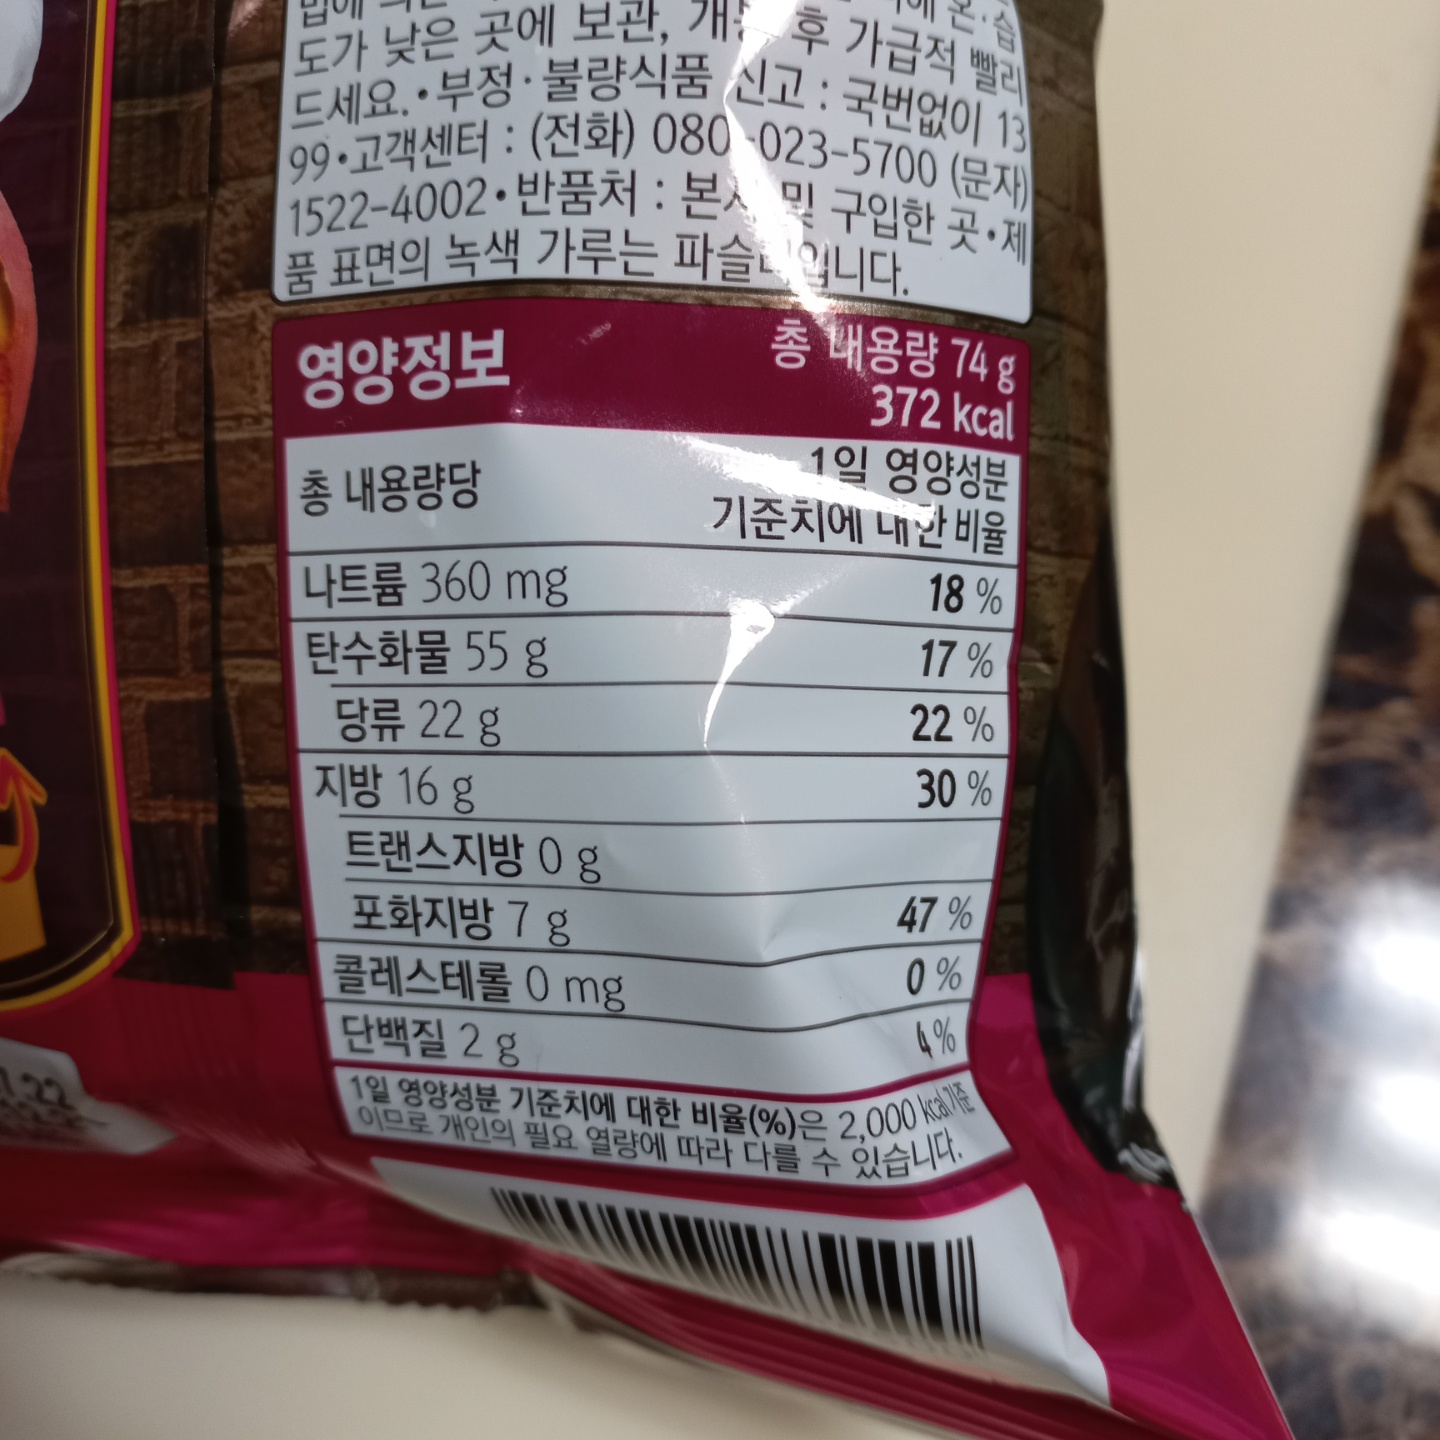 도가 낮은 곳에 보관, 후 가급적 빨리
드세요. •부정·불량식품 신고 : 국번없이 13
99•고객센터 : (전화) 080-023-5700 (문자)
1522-4002•반품처 : 본사 및 구입한 곳•제
품 표면의 녹색 가루는 파슬리입니다.
영양정보
총 내용량 74 g
372 kcal
총 내용량당
1일 영양성분
기준치에 대한 비율
나트륨 360 mg 18 %
탄수화물 55 g 17 %
당류 22 g 22 %
지방 16 g 30 %
트랜스지방 0 g
포화지방 7 g 47 %
콜레스테롤 0 mg 0 %
단백질 2 g 4 %
1일 영양성분 기준치에 대한 비율(%)은 2,000 kcal 기준
이므로 개인의 필요 열량에 따라 다를 수 있습니다.